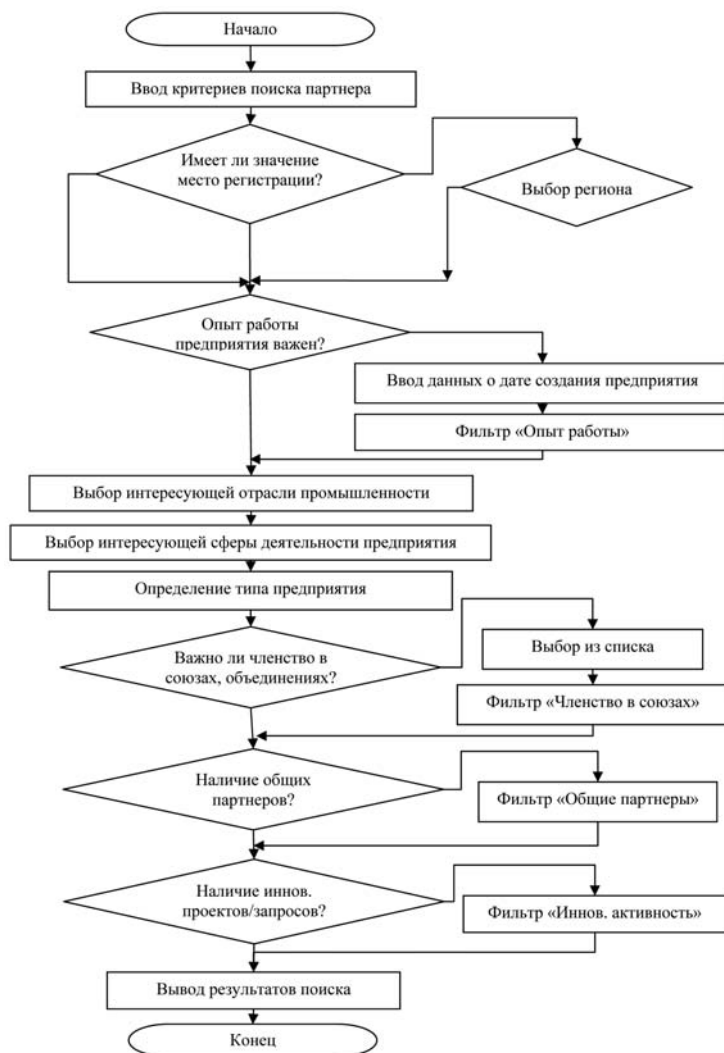 Начало
Ввод критериев поиска партнера
Имеет ли значение
место регистрации?
Выбор региона
Опыт работы
предприятия важен?
Ввод данных о дате создания предприятия
Фильтр «Опыт работы»
Выбор интересующей отрасли промышленности
Выбор интересующей сферы деятельности предприятия
Определение типа предприятия
Важно ли членство в
союзах, объединениях?
Выбор из списка
Фильтр «Членство в союзах»
Наличие общих
партнеров?
Фильтр «Общие партнеры»
Наличие иннов.
проектов/запросов?
Фильтр «Иннов. активность»
Вывод результатов поиска
Конец